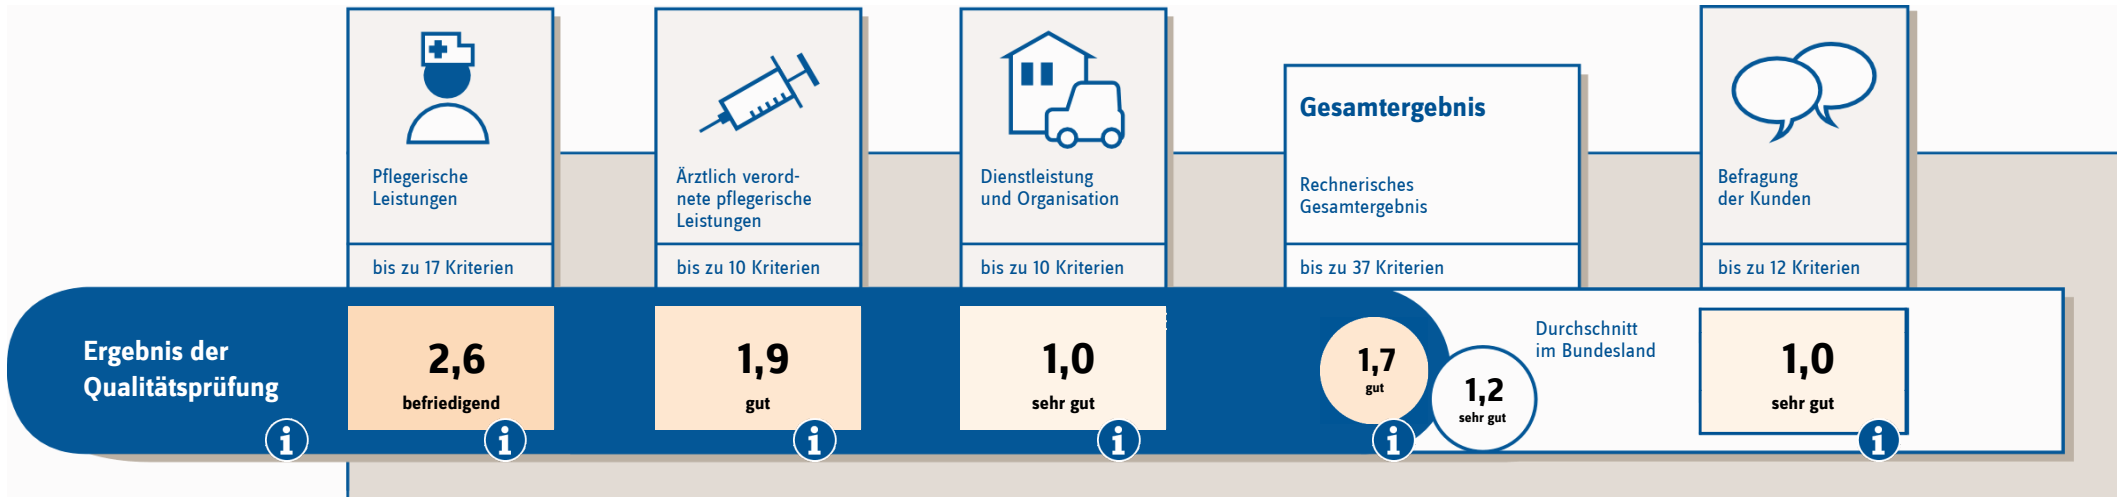 Pflegerische
Leistungen
bis zu 17 Kriterien
Ärztlich verord-
nete pflegerische
Leistungen
bis zu 10 Kriterien
Dienstleistung
und Organisation
bis zu 10 Kriterien
Gesamtergebnis
Rechnerisches
Gesamtergebnis
bis zu 37 Kriterien
Befragung
der Kunden
bis zu 12 Kriterien
Ergebnis der
Qualitätsprüfung
i
2,6
befriedigend
i
1,9
gut
i
1,0
sehr gut
i
1,7
gut
i
1,2
sehr gut
Durchschnitt
im Bundesland
1,0
sehr gut
i